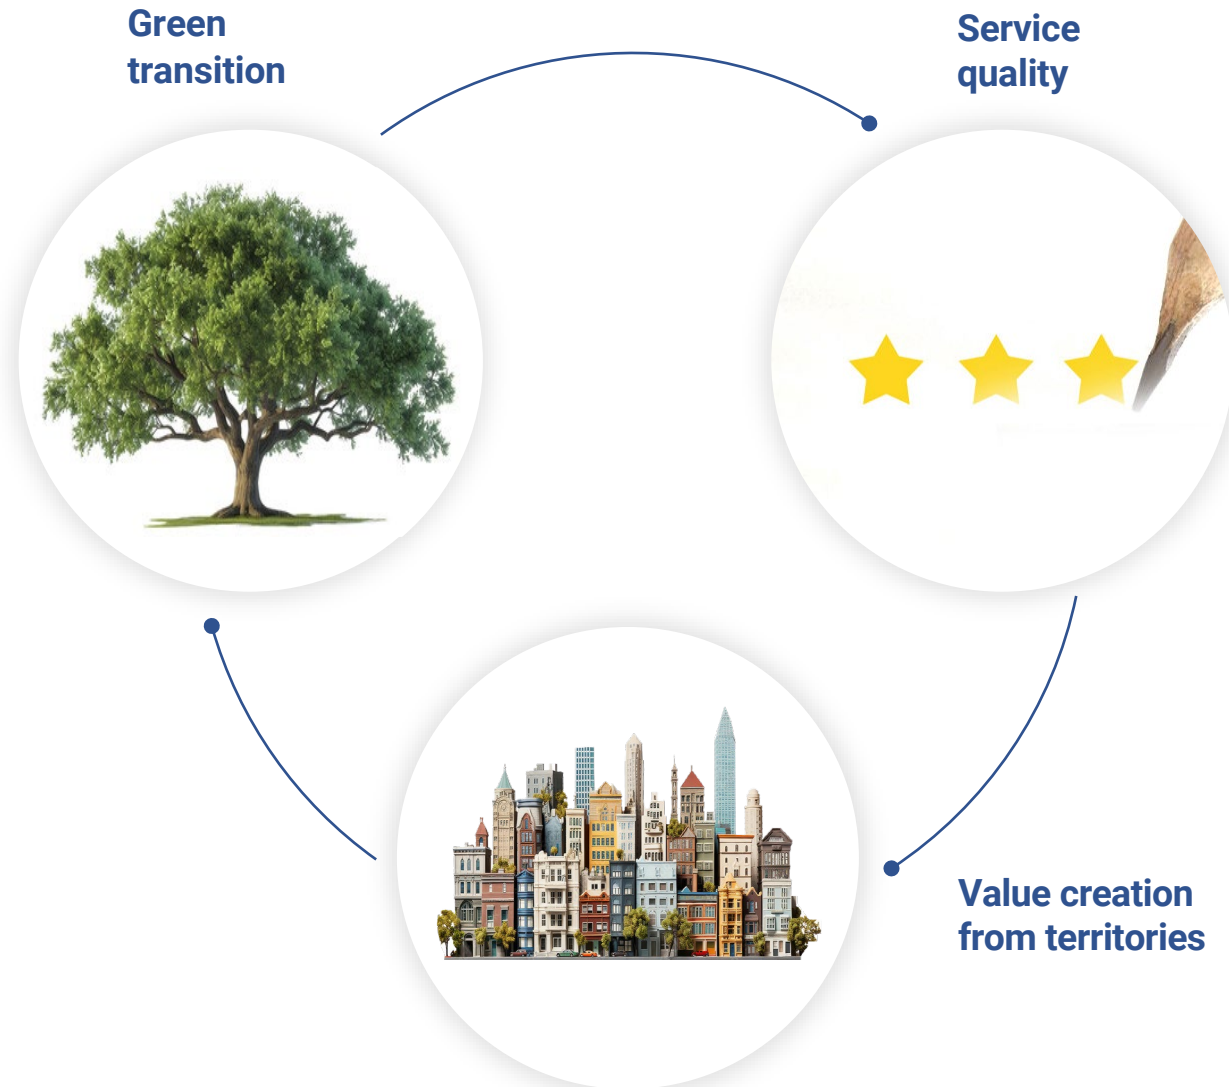 Green
transition
Service
quality
Value creation
from territories